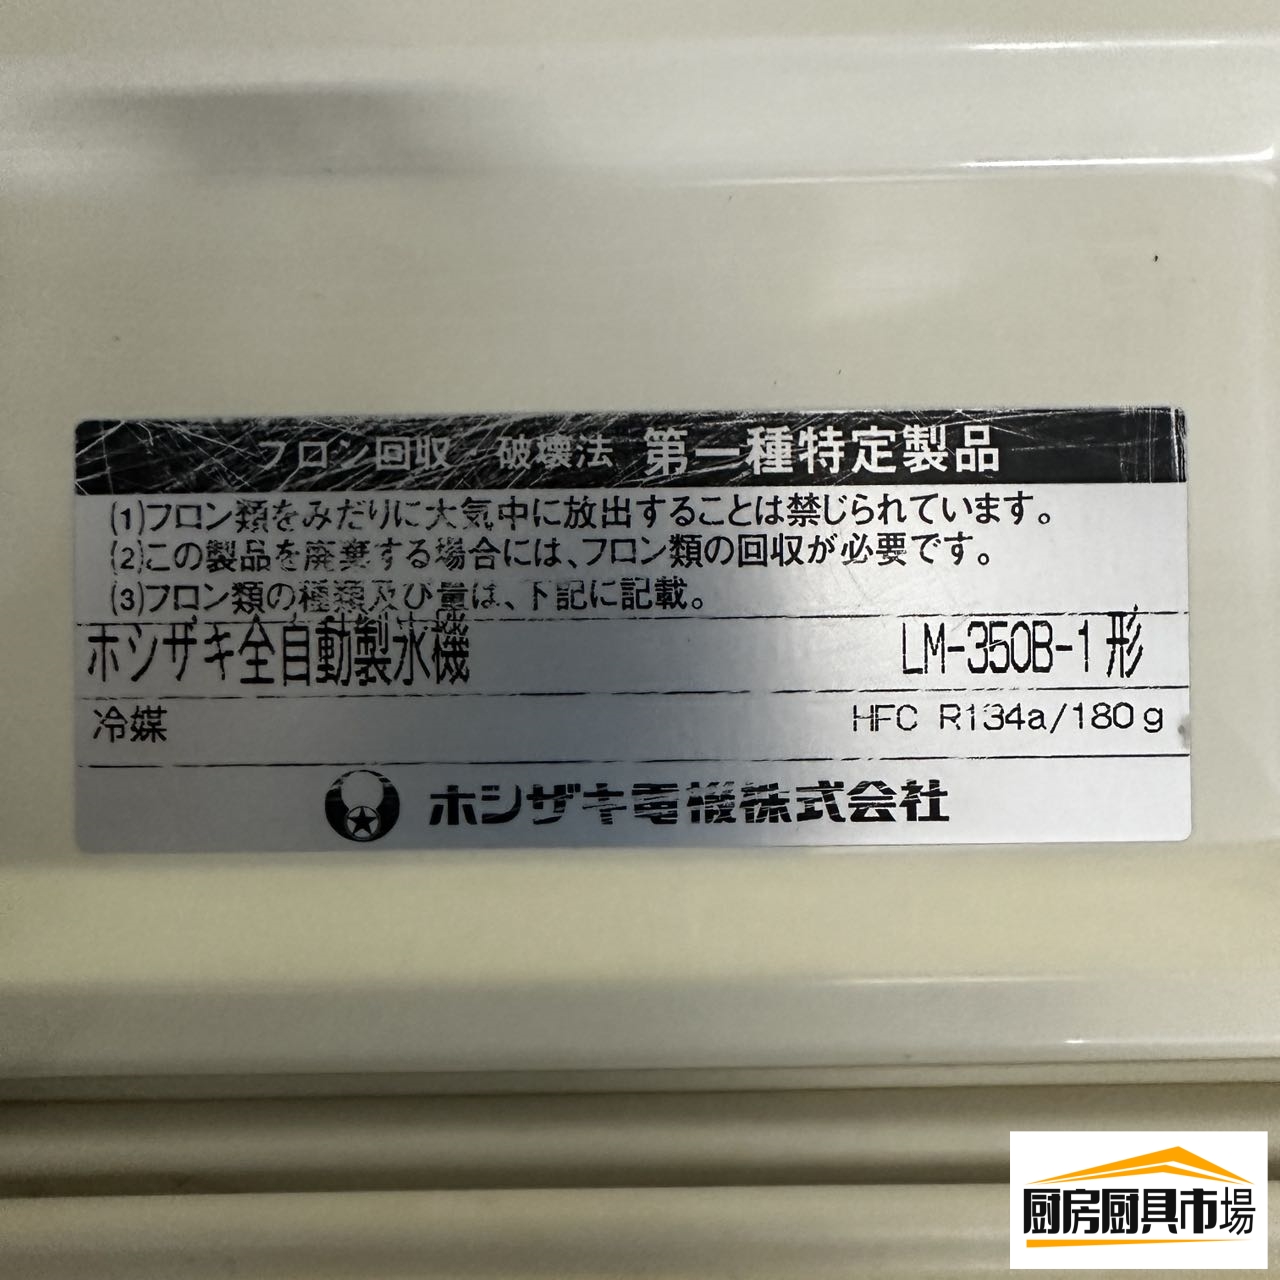 フロン回収・破壊法 第一種特定製品
(1)フロン類をみだりに大気中に放出することは禁じられています。
(2)この製品を廃棄する場合には、フロン類の回収が必要です。
(3)フロン類の種類及び量は、下記に記載。
ホシザキ全自動製氷機 LM-350B-1形
冷媒 HFC R134a/180g
ホシザキ電機株式会社
厨房厨具市場